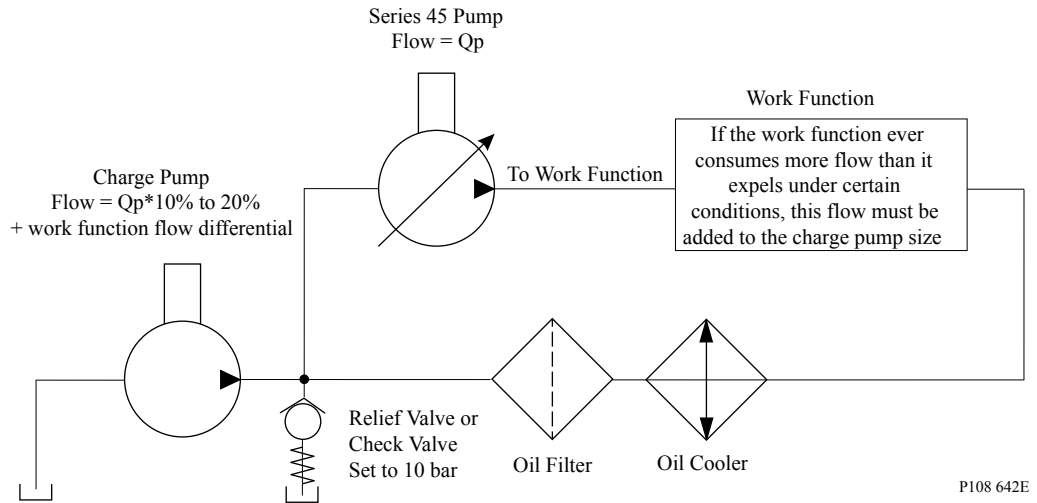 Series 45 Pump
Flow = Qp
Work Function
If the work function ever
consumes more flow than it
expels under certain
conditions, this flow must be
added to the charge pump size
To Work Function
Charge Pump
Flow = Qp*10% to 20%
+ work function flow differential
Relief Valve or
Check Valve
Set to 10 bar
Oil Filter
Oil Cooler
P108 642E